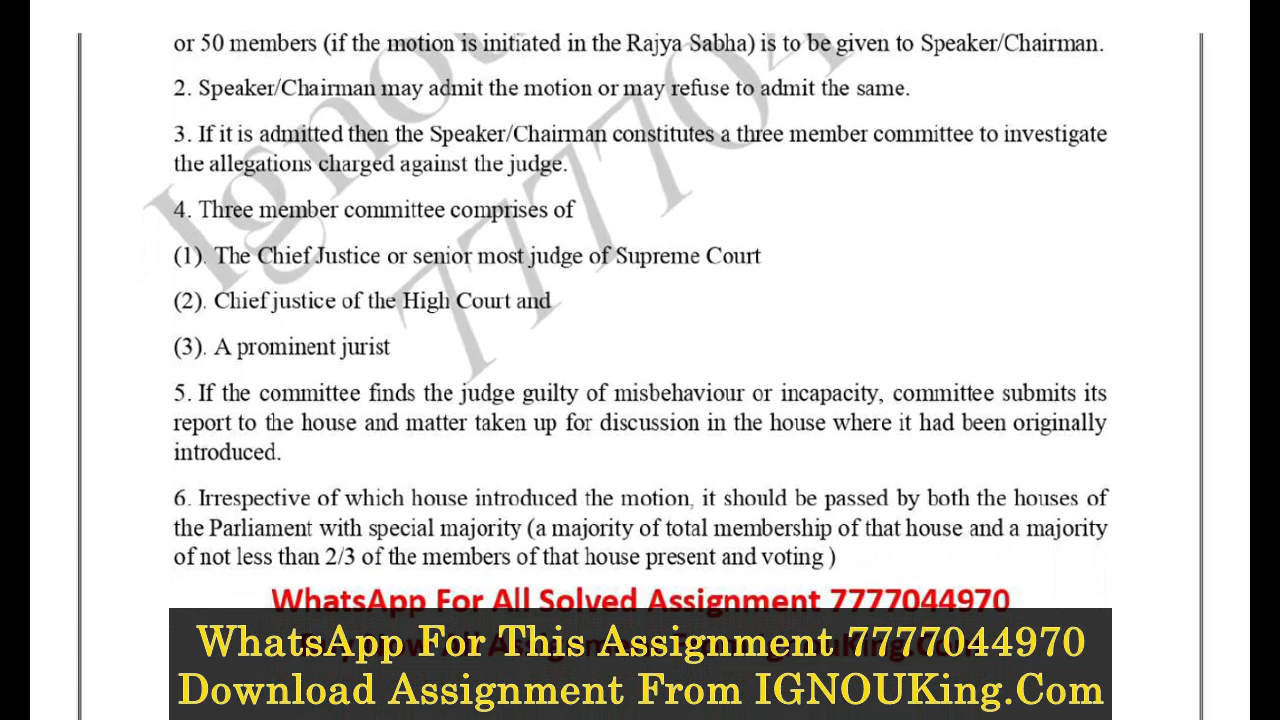 or 50 members (if the motion is initiated in the Rajya Sabha) is to be given to Speaker/Chairman.
2. Speaker/Chairman may admit the motion or may refuse to admit the same.
3. If it is admitted then the Speaker/Chairman constitutes a three member committee to investigate
the allegations charged against the judge.
4. Three member committee comprises of
(1). The Chief Justice or senior most judge of Supreme Court
(2). Chief justice of the High Court and
(3). A prominent jurist
5. If the committee finds the judge guilty of misbehaviour or incapacity, committee submits its
report to the house and matter taken up for discussion in the house where it had been originally
introduced.
6. Irrespective of which house introduced the motion, it should be passed by both the houses of
the Parliament with special majority (a majority of total membership of that house and a majority
of not less than 2/3 of the members of that house present and voting )
WhatsApp For All Solved Assignment 7777044970
WhatsApp For This Assignment 7777044970
Download Assignment From IGNOUKing.Com